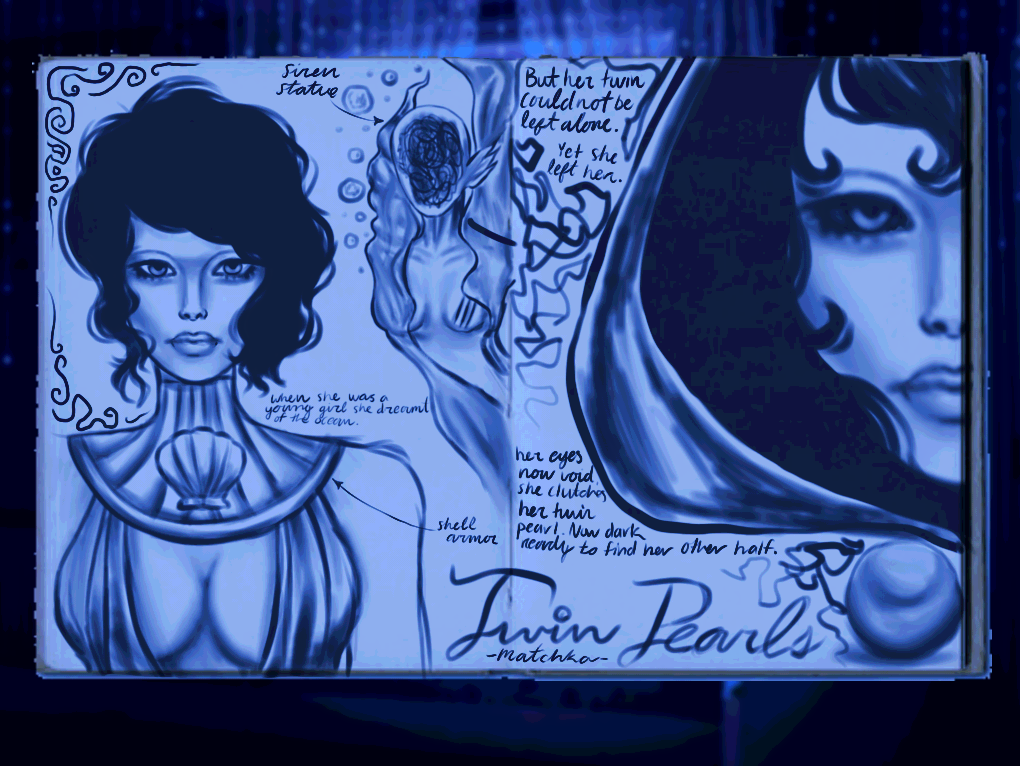 Siren
statue
when she was a
young girl she dreamt
of the ocean.
shell
armor
But her twin
could not be
left alone.
Yet she
left her.
her eyes
now void
she clutches
her twin
pearl. Now dark
ready to find her other half.
Twin Pearls
-Matchka-